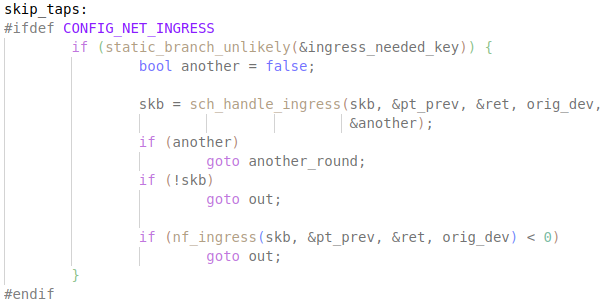 skip_taps:
#ifdef CONFIG_NET_INGRESS
        if (static_branch_unlikely(&ingress_needed_key)) {
                bool another = false;

                skb = sch_handle_ingress(skb, &pt_prev, &ret, orig_dev,
                                         &another);
                if (another)
                        goto another_round;
                if (!skb)
                        goto out;

                if (nf_ingress(skb, &pt_prev, &ret, orig_dev) < 0)
                        goto out;
        }
#endif